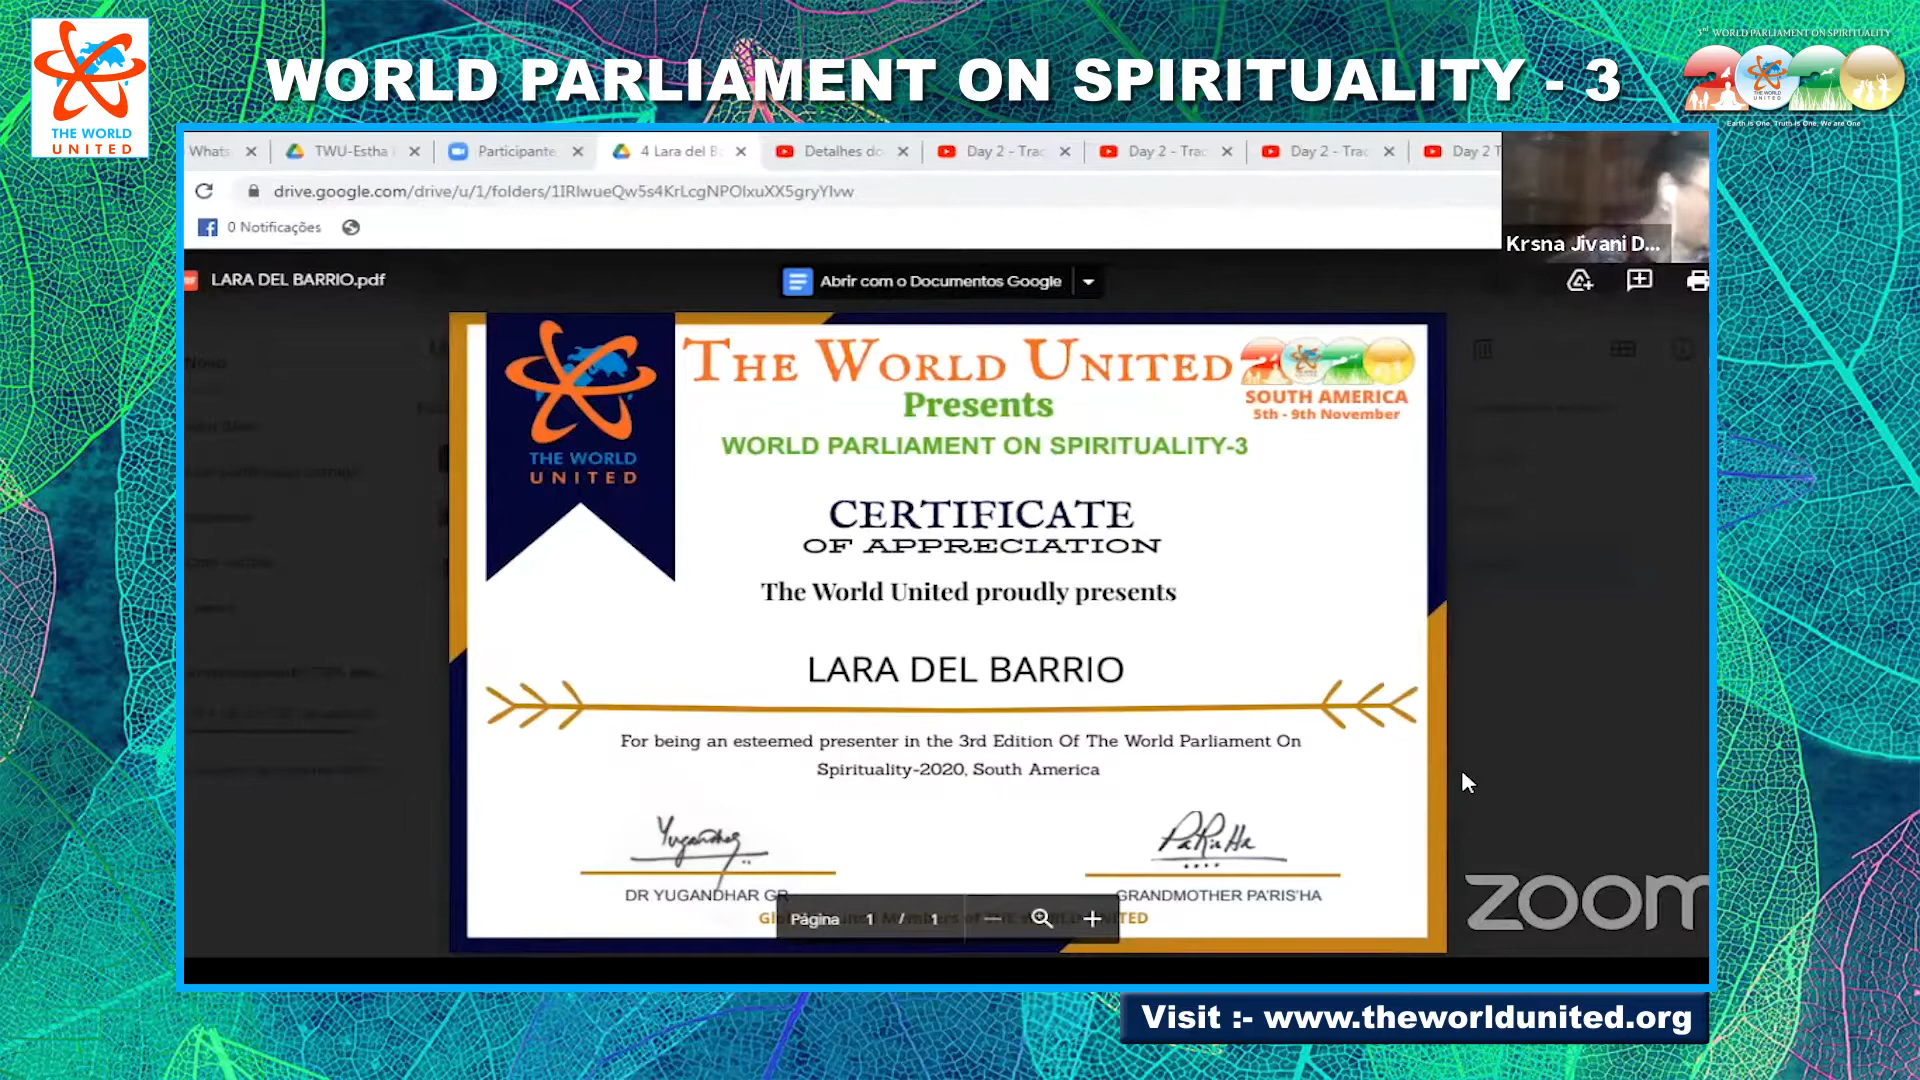 THE WORLD
UNITED
WORLD PARLIAMENT ON SPIRITUALITY - 3
3rd WORLD PARLIAMENT ON SPIRITUALITY
THE WORLD
UNITED
Earth is One, Truth is One, We are One
Whats
TWU-Estha
Participante
4 Lara del B
Detalhes do
Day 2 - Trac
Day 2 - Trac
Day 2 - Trac
Day 2 T
drive.google.com/drive/u/1/folders/1IRlwueQw5s4KrLcgNPOlxuXX5gryYlvw
0 Notificações
Krsna Jivani D...
LARA DEL BARRIO.pdf
Abrir com o Documentos Google
THE WORLD UNITED
Presents
SOUTH AMERICA
5th - 9th November
WORLD PARLIAMENT ON SPIRITUALITY-3
THE WORLD
UNITED
CERTIFICATE
OF APPRECIATION
The World United proudly presents
LARA DEL BARRIO
For being an esteemed presenter in the 3rd Edition Of The World Parliament On
Spirituality-2020, South America
Yugandhar
PaRisHa
DR YUGANDHAR GR
GRANDMOTHER PA'RIS'HA
Página 1 / 1
zoom
Visit :- www.theworldunited.org